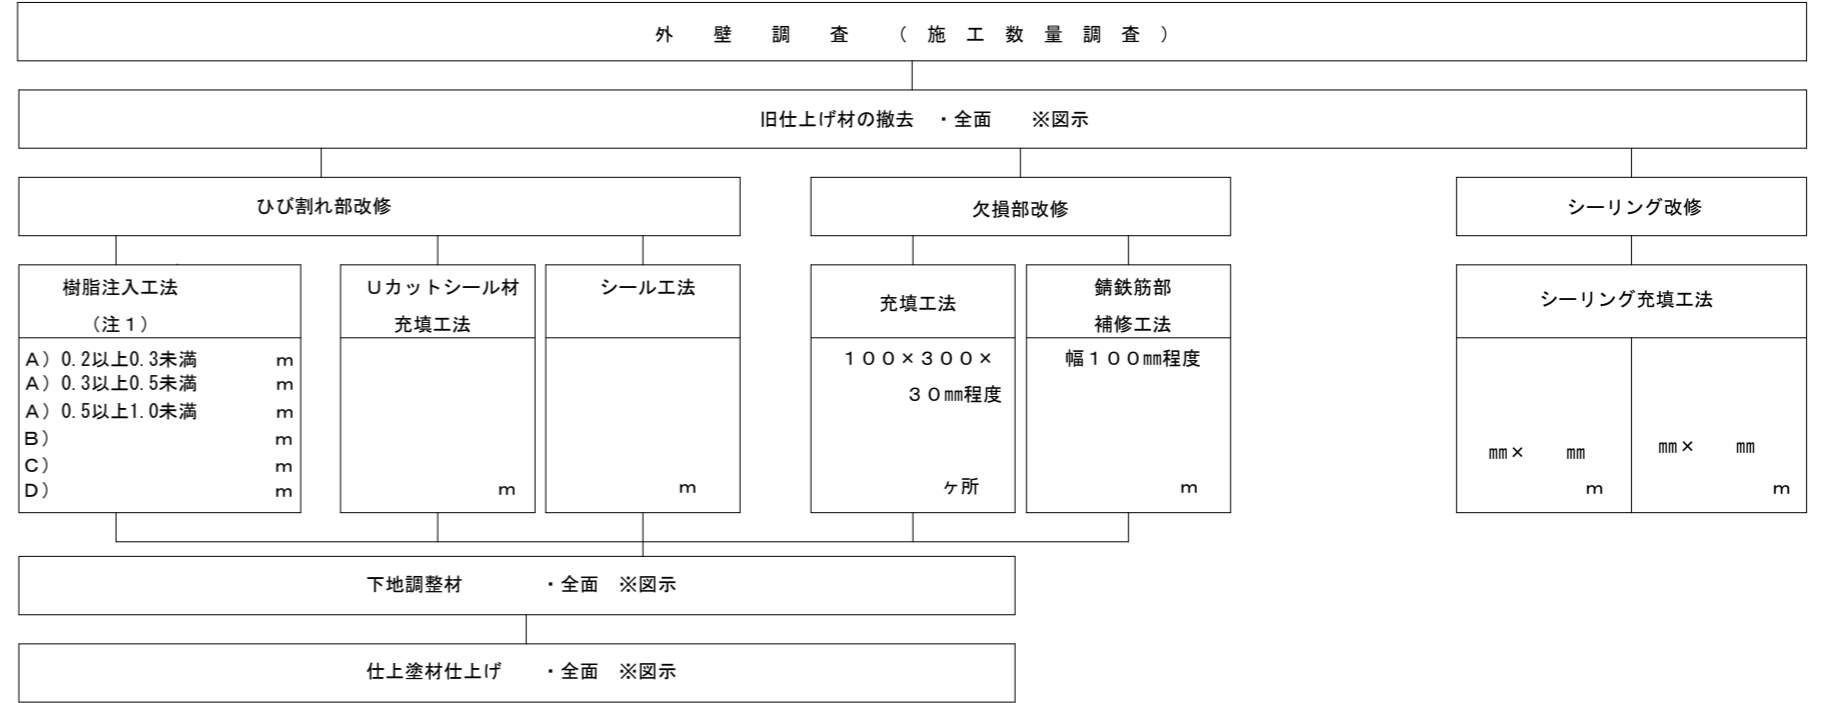 外　壁　調　査　（　施　工　数　量　調　査　）
旧仕上げ材の撤去　・全面　　※図示
ひび割れ部改修
欠損部改修
シーリング改修
樹脂注入工法
（注１）
Ａ）0.2以上0.3未満　　　　ｍ
Ａ）0.3以上0.5未満　　　　ｍ
Ａ）0.5以上1.0未満　　　　ｍ
Ｂ）　　　　ｍ
Ｃ）　　　　ｍ
Ｄ）　　　　ｍ
Ｕカットシール材
充填工法
ｍ
シール工法
ｍ
充填工法
１００×３００×
３０㎜程度
ヶ所
錆鉄筋部
補修工法
幅１００㎜程度
ｍ
シーリング充填工法
㎜×　　㎜
ｍ
㎜×　　㎜
ｍ
下地調整材　　　　・全面　※図示
仕上塗材仕上げ　　・全面　※図示